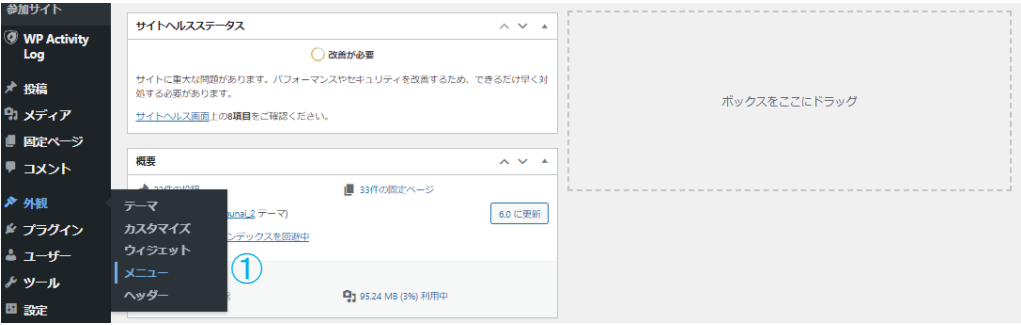 参加サイト
WP Activity
Log
投稿
メディア
固定ページ
コメント
外観
プラグイン
ユーザー
ツール
設定
テーマ
カスタマイズ
ウィジェット
メニュー
ヘッダー
①
サイトヘルスステータス
改善が必要
サイトに重大な問題があります。パフォーマンスやセキュリティを改善するため、できるだけ早く対
処する必要があります。
サイトヘルス画面上の8項目をご確認ください。
概要
33件の固定ページ
テーマ)
6.0 に更新
ンデックスを回避中
95.24 MB (3%) 利用中
ボックスをここにドラッグ